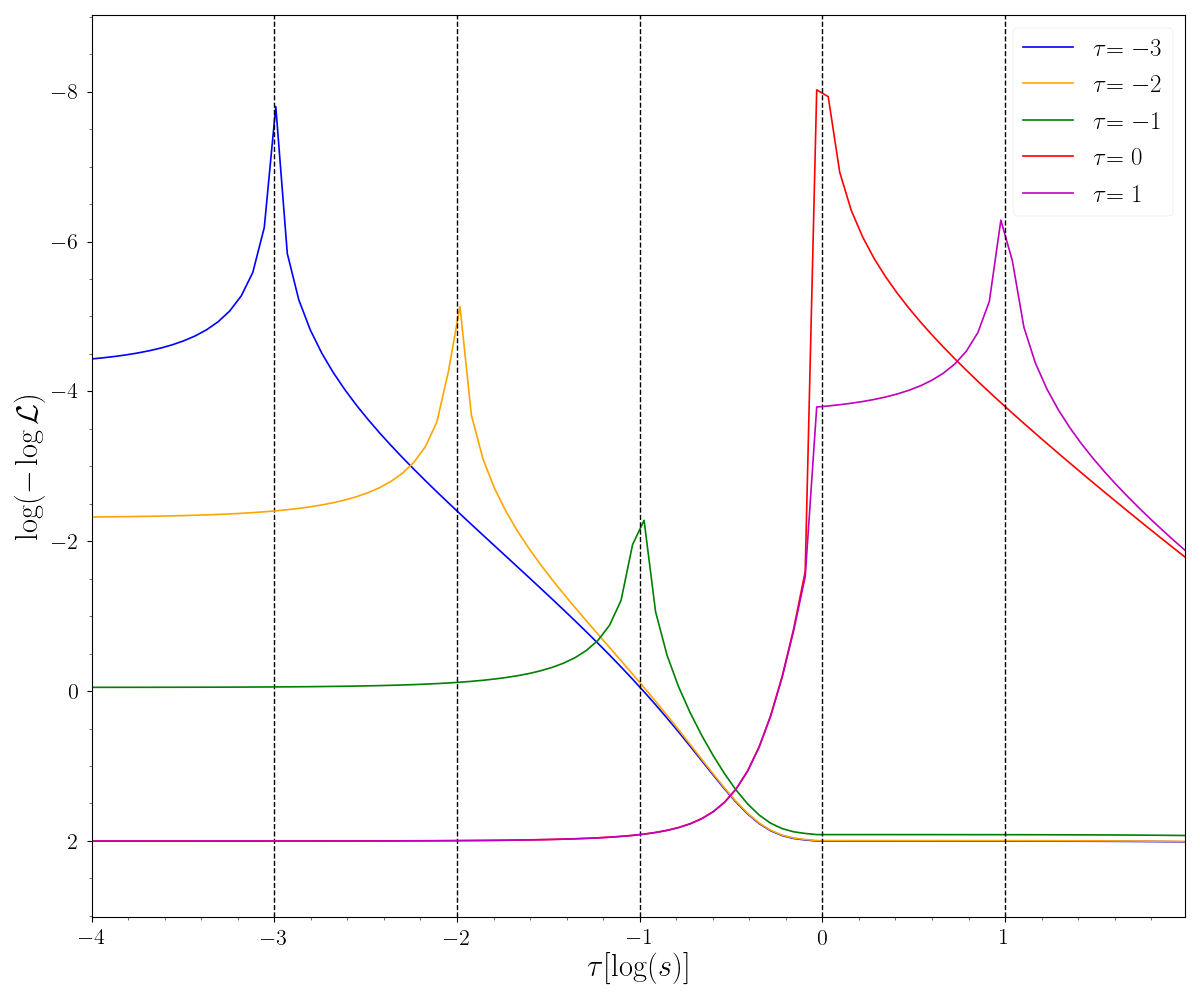 −8
−6
−4
−2
0
2
log(− log ℒ)
−4
−3
−2
−1
0
1
τ[log(s)]
τ = −3
τ = −2
τ = −1
τ = 0
τ = 1